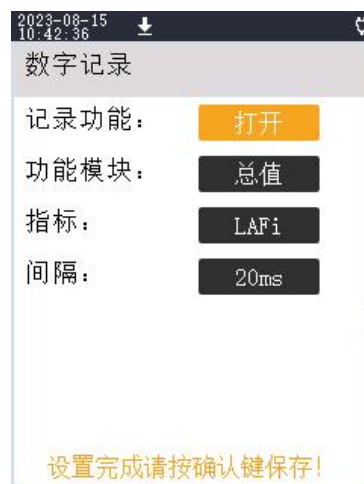 2023-08-15
10:42:36
数字记录
记录功能： 打开
功能模块： 总值
指标： LAFi
间隔： 20ms
设置完成请按确认键保存!